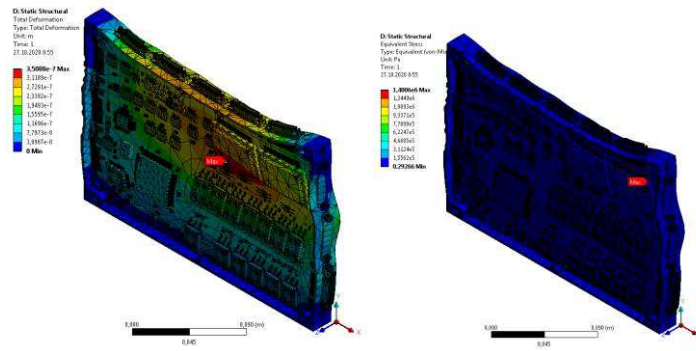 D: Static Structural
Total Deformation
Type: Total Deformation
Unit: m
Time: 1
27.10.2020 8:55
3,5088e-7 Max
3,1189e-7
2,7291e-7
2,3392e-7
1,9493e-7
1,5595e-7
1,1696e-7
7,7973e-8
3,8987e-8
0 Min
Max
0,000
0,090 (m)
0,045
Y
X
D: Static Structural
Equivalent Stress
Type: Equivalent (von-Mis
Unit: Pa
Time: 1
27.10.2020 8:55
1,4006e6 Max
1,2449e6
1,0893e6
9,3371e5
7,7809e5
6,2247e5
4,6685e5
3,1124e5
1,5562e5
0,29266 Min
Max
0,000
0,090 (m)
0,045
Y
X